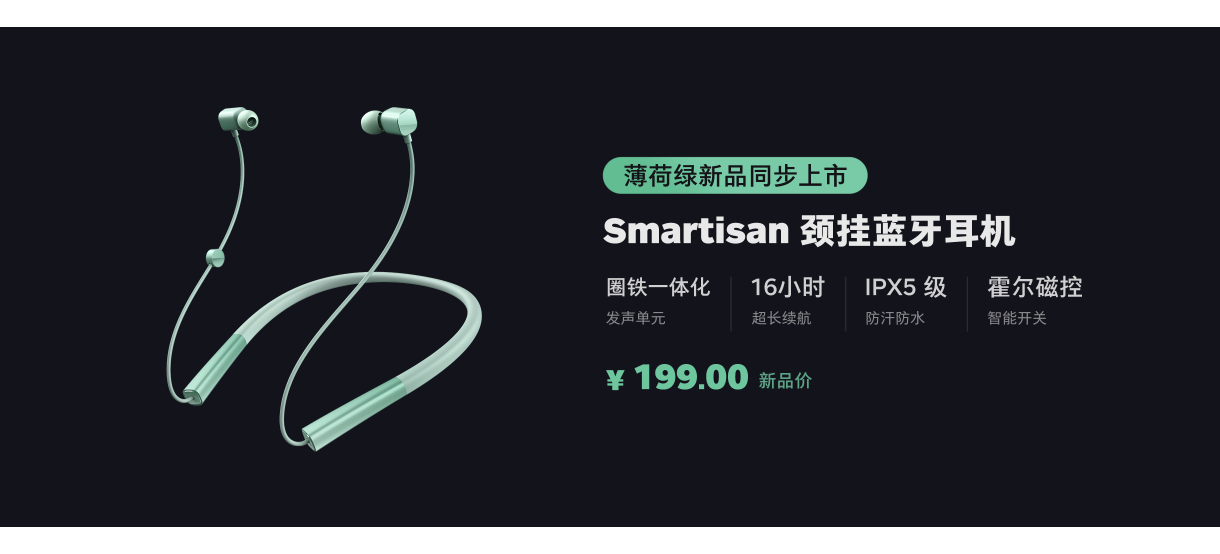 薄荷绿新品同步上市
Smartisan 颈挂蓝牙耳机
圈铁一体化 16小时 IPX5 级 霍尔磁控
发声单元 超长续航 防汗防水 智能开关
¥ 199.00 新品价